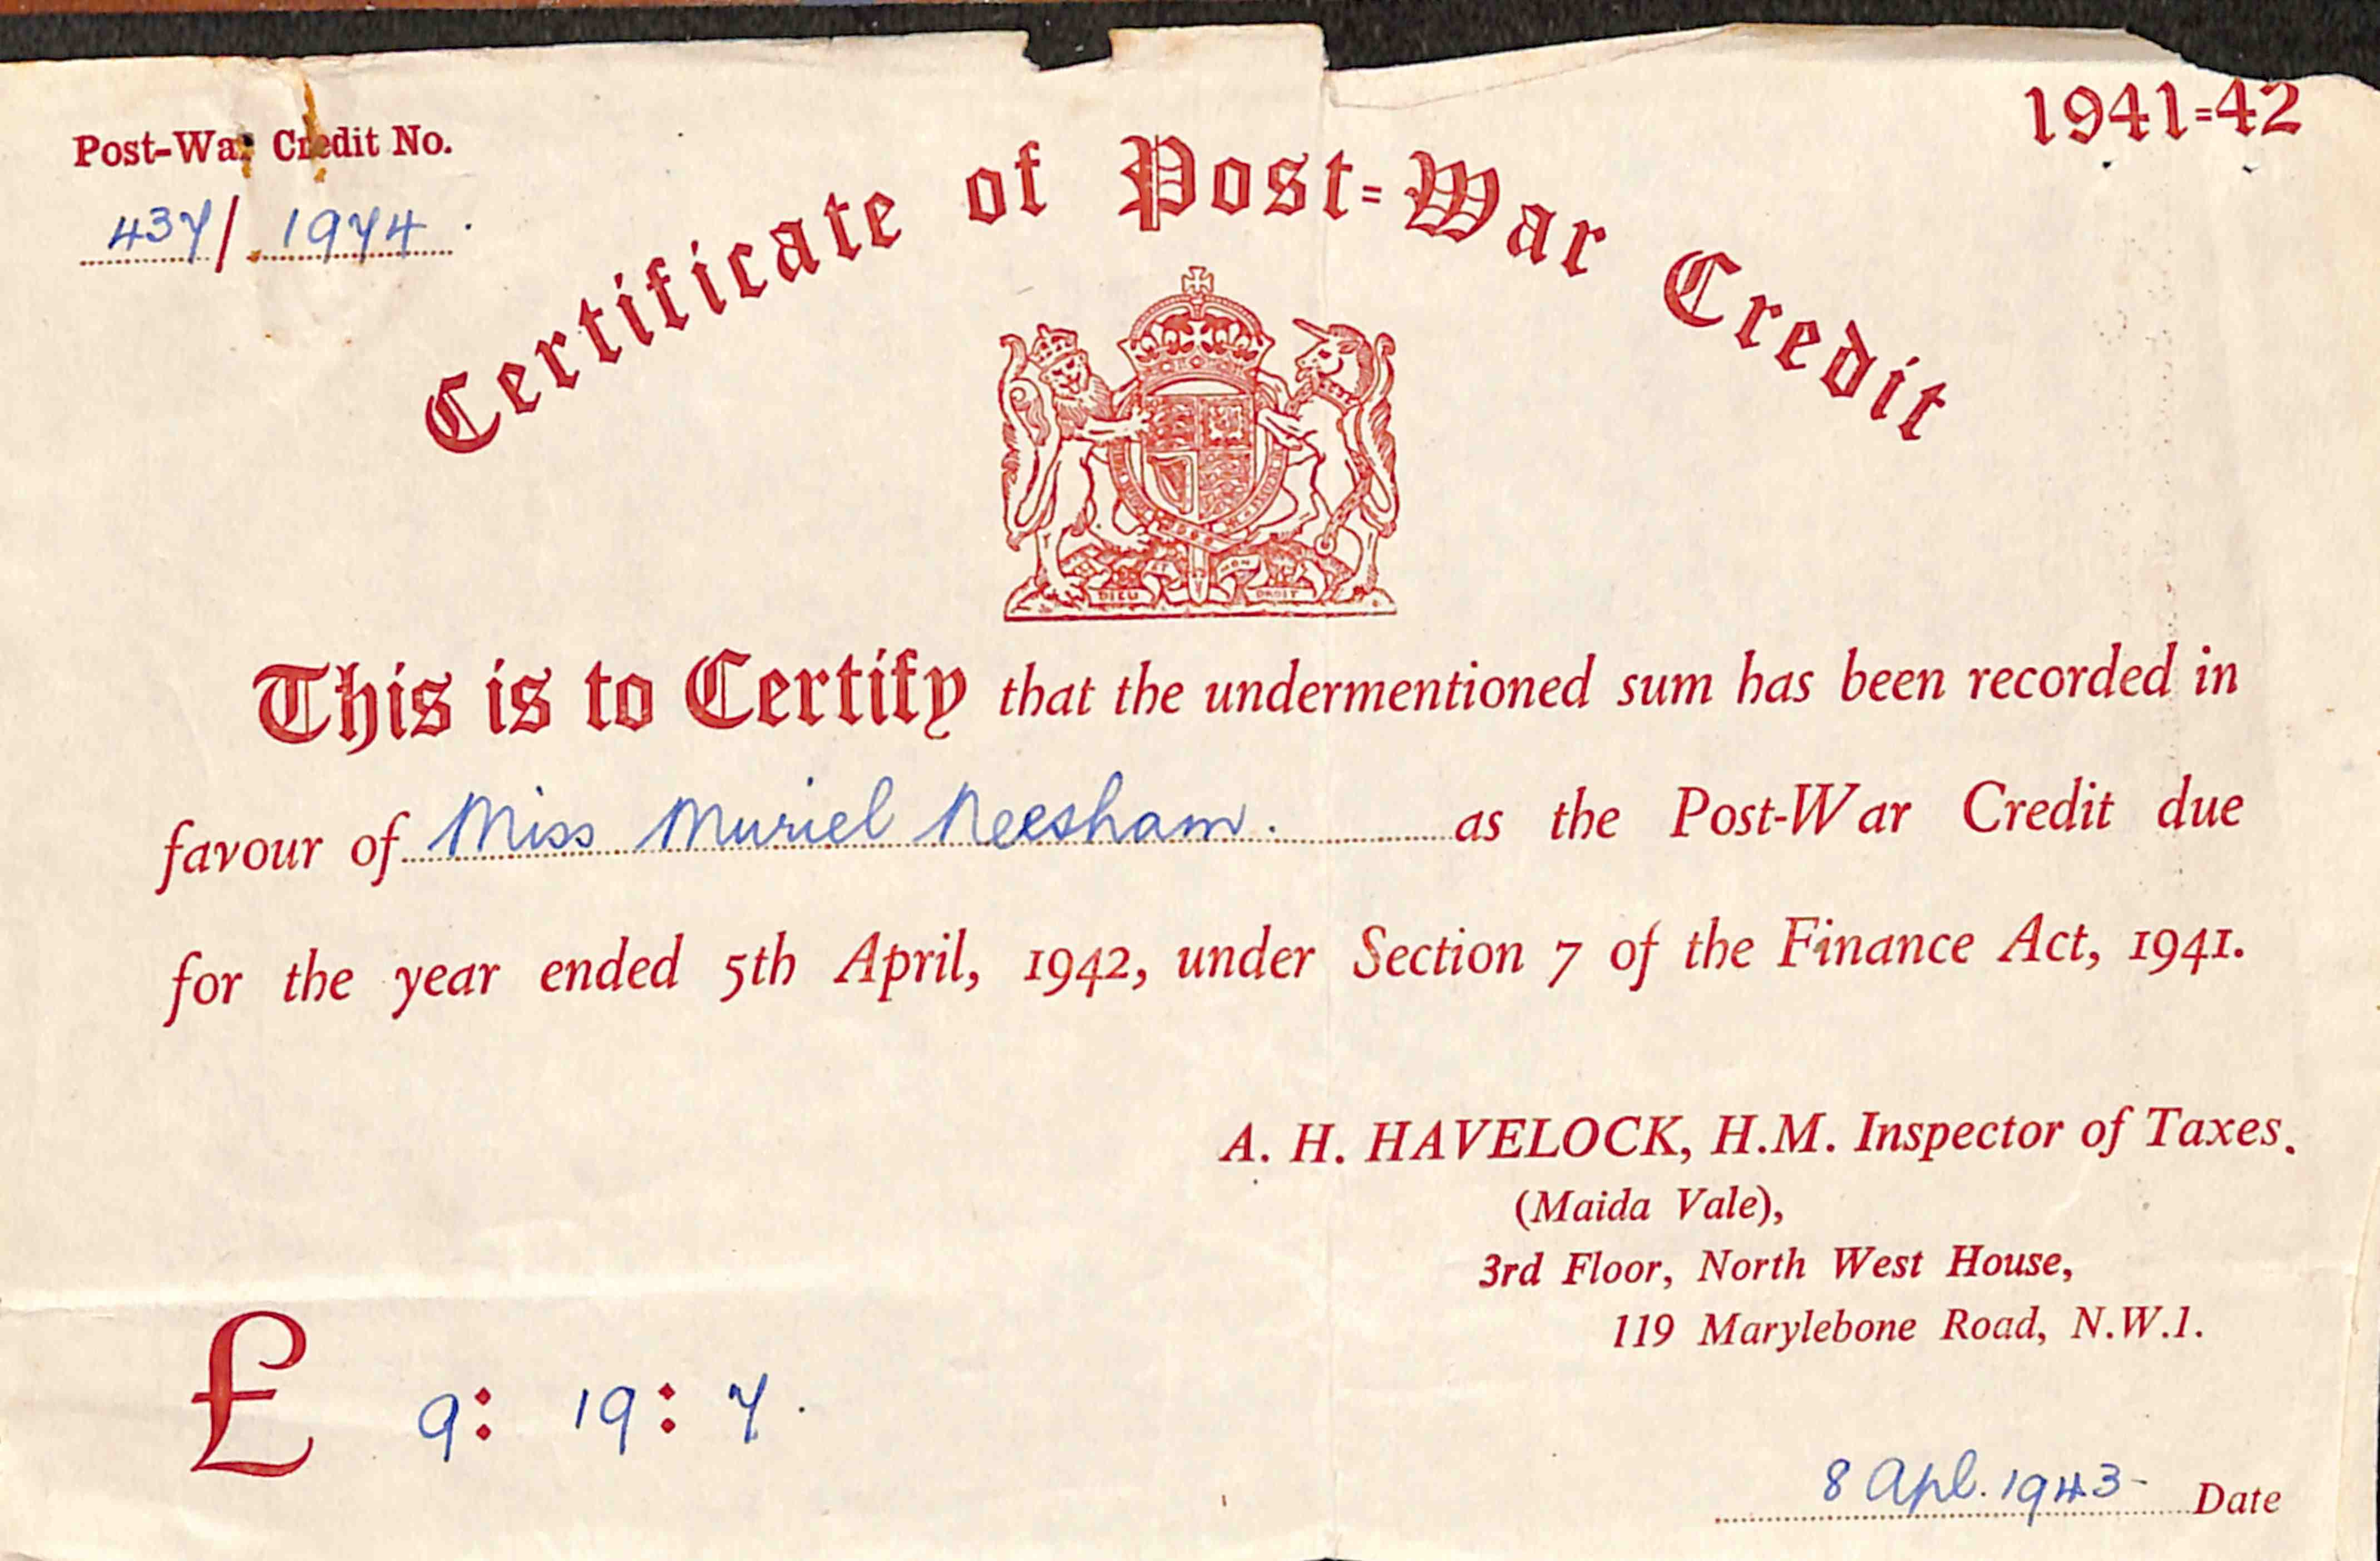 1941-42
Post-War Credit No.
437/ 1974.
Certificate of Post-War Credit
DIEU ET MON DROIT
This is to Certify that the undermentioned sum has been recorded in
favour of Miss Muriel Neesham. as the Post-War Credit due
for the year ended 5th April, 1942, under Section 7 of the Finance Act, 1941.
A. H. HAVELOCK, H.M. Inspector of Taxes.
(Maida Vale),
3rd Floor, North West House,
119 Marylebone Road, N.W.1.
£ 9: 19: 7.
8 Apl. 1943- Date